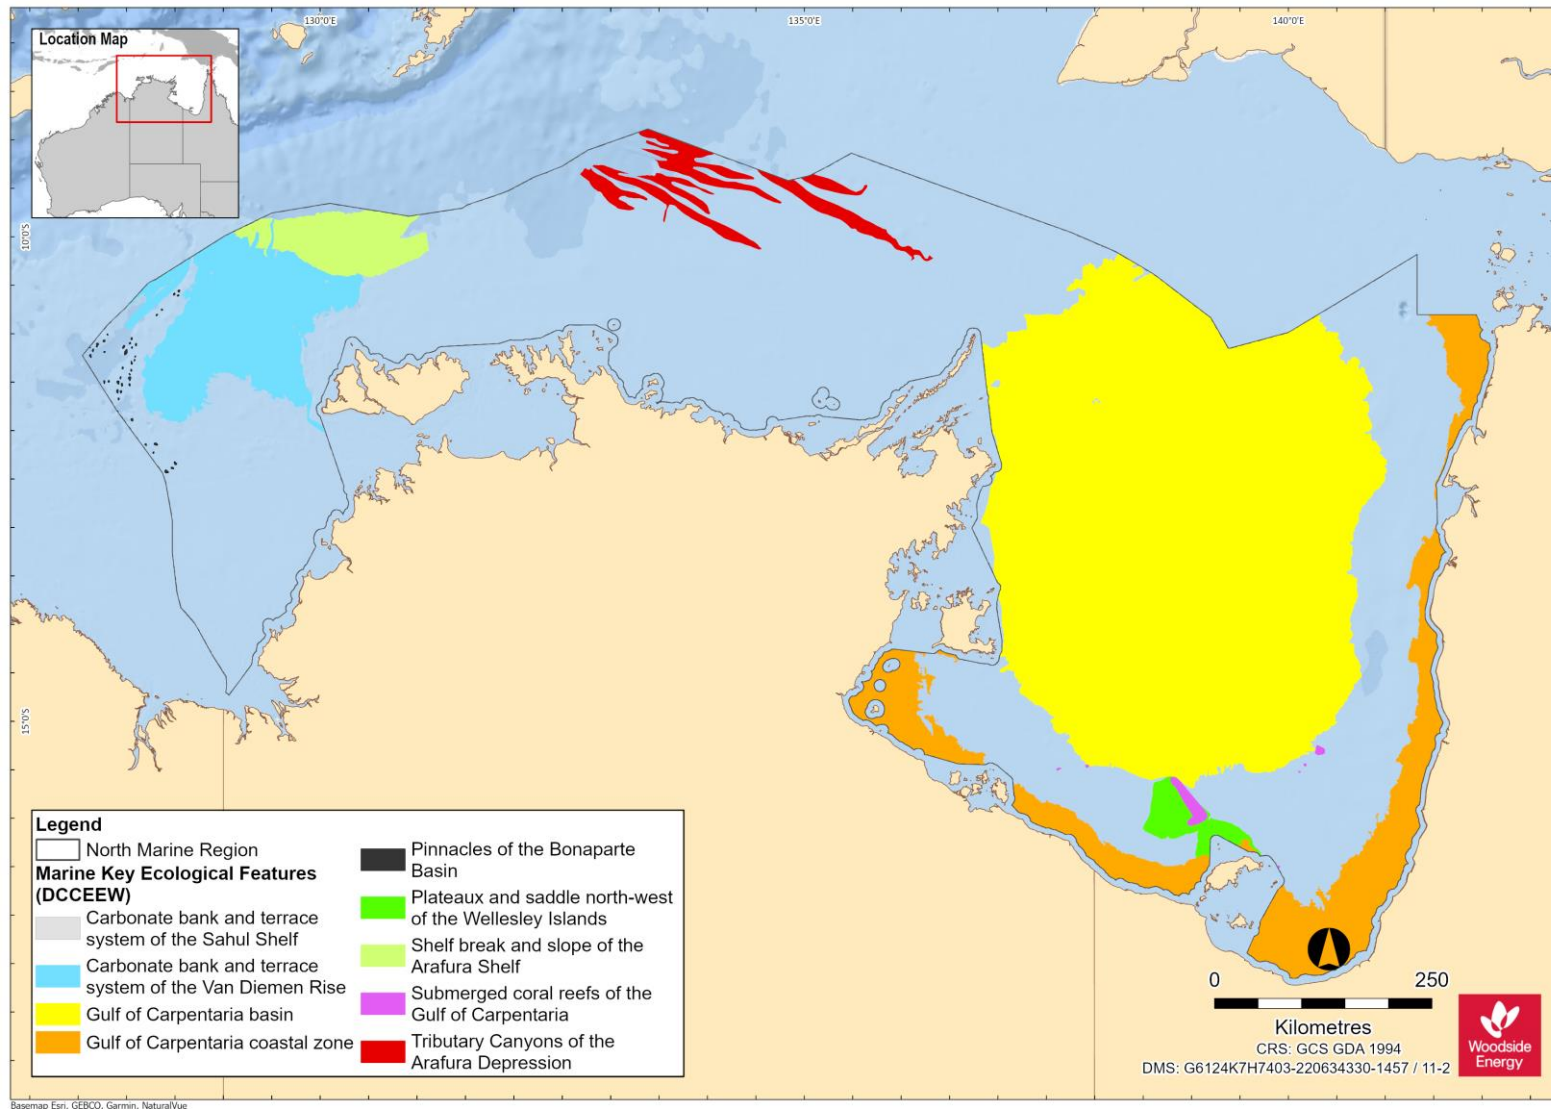 Location Map
130°0'E
135°0'E
140°0'E
10°0'S
15°0'S
Legend
North Marine Region
Marine Key Ecological Features
(DCCEEW)
Carbonate bank and terrace
system of the Sahul Shelf
Carbonate bank and terrace
system of the Van Diemen Rise
Gulf of Carpentaria basin
Gulf of Carpentaria coastal zone
Pinnacles of the Bonaparte
Basin
Plateaux and saddle north-west
of the Wellesley Islands
Shelf break and slope of the
Arafura Shelf
Submerged coral reefs of the
Gulf of Carpentaria
Tributary Canyons of the
Arafura Depression
0 250
Kilometres
CRS: GCS GDA 1994
DMS: G6124K7H7403-220634330-1457 / 11-2
Woodside
Energy
Basemap Esri, GEBCO, Garmin, NaturalVue